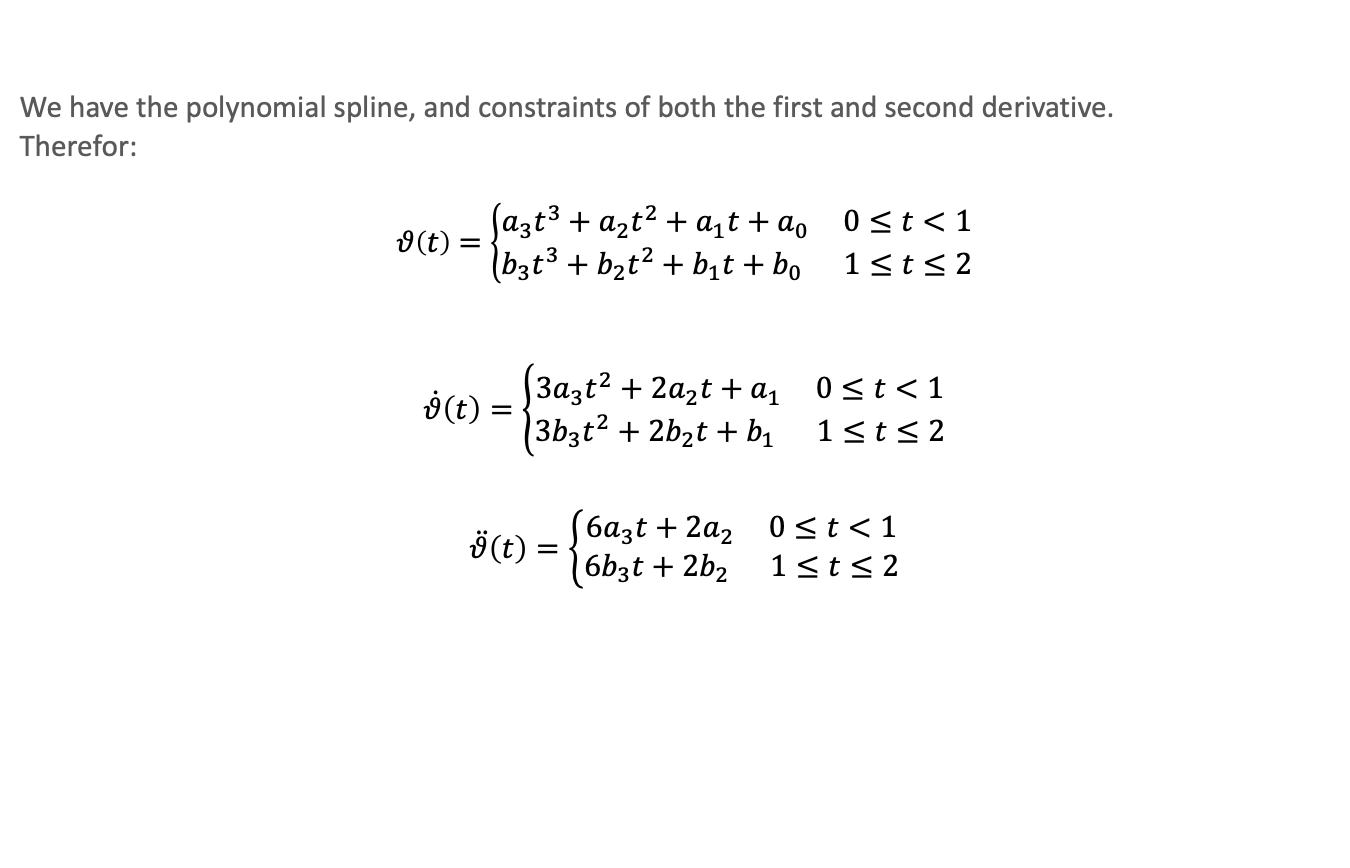 We have the polynomial spline, and constraints of both the first and second derivative.
Therefor:
ϑ(t) = { a₃t³ + a₂t² + a₁t + a₀   0 ≤ t < 1
b₃t³ + b₂t² + b₁t + b₀   1 ≤ t ≤ 2
ϑ̇(t) = { 3a₃t² + 2a₂t + a₁   0 ≤ t < 1
3b₃t² + 2b₂t + b₁   1 ≤ t ≤ 2
ϑ̈(t) = { 6a₃t + 2a₂   0 ≤ t < 1
6b₃t + 2b₂   1 ≤ t ≤ 2